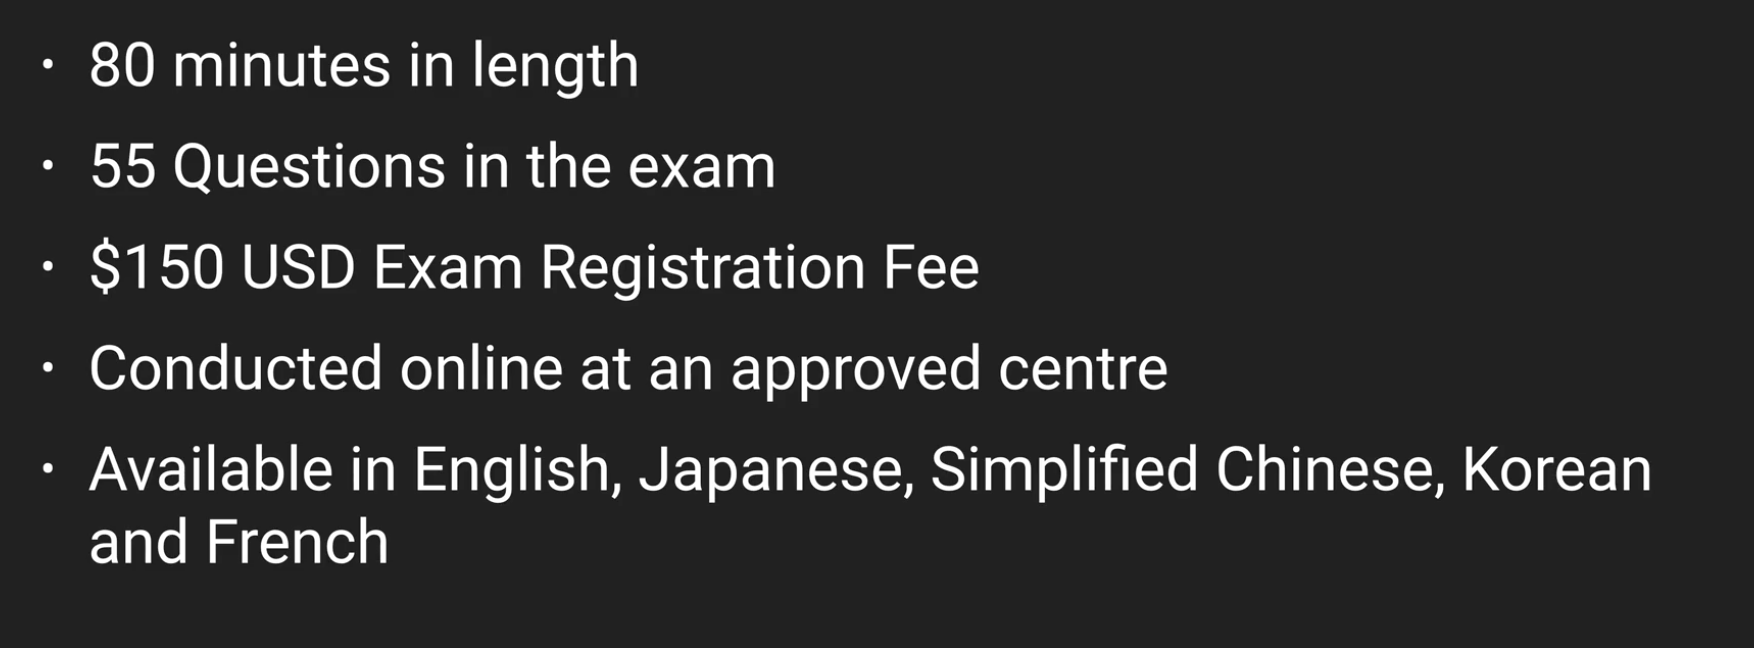 • 80 minutes in length
• 55 Questions in the exam
• $150 USD Exam Registration Fee
• Conducted online at an approved centre
• Available in English, Japanese, Simplified Chinese, Korean
and French